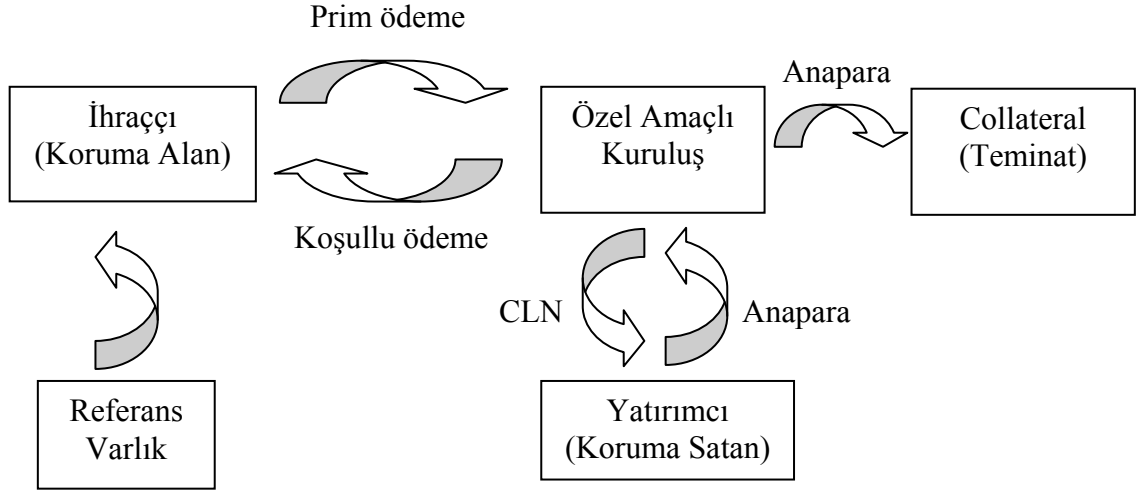 Prim ödeme
İhraççı
(Koruma Alan)
Özel Amaçlı
Kuruluş
Anapara
Collateral
(Teminat)
Koşullu ödeme
CLN
Anapara
Referans
Varlık
Yatırımcı
(Koruma Satan)